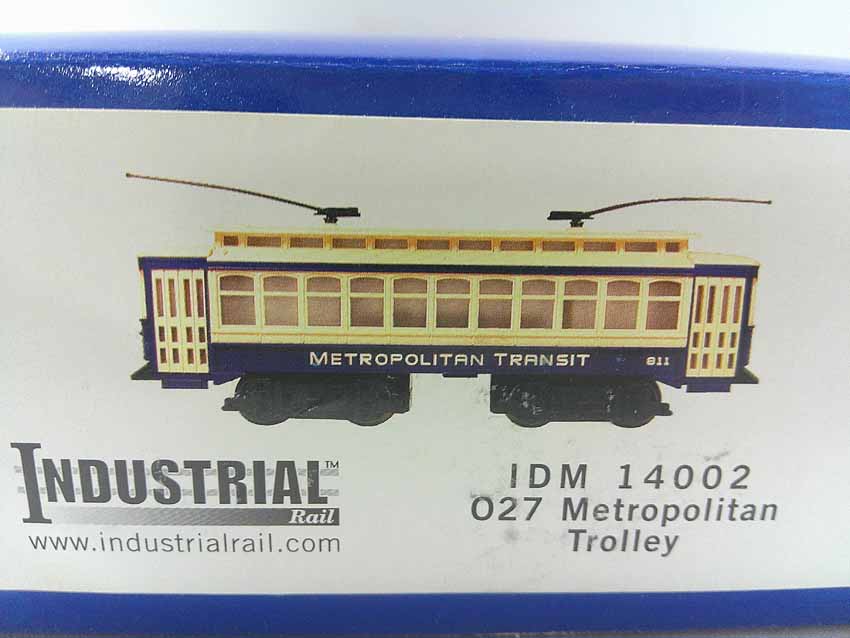 METROPOLITAN TRANSIT 811
INDUSTRIAL™
Rail
www.industrialrail.com
IDM 14002
O27 Metropolitan
Trolley